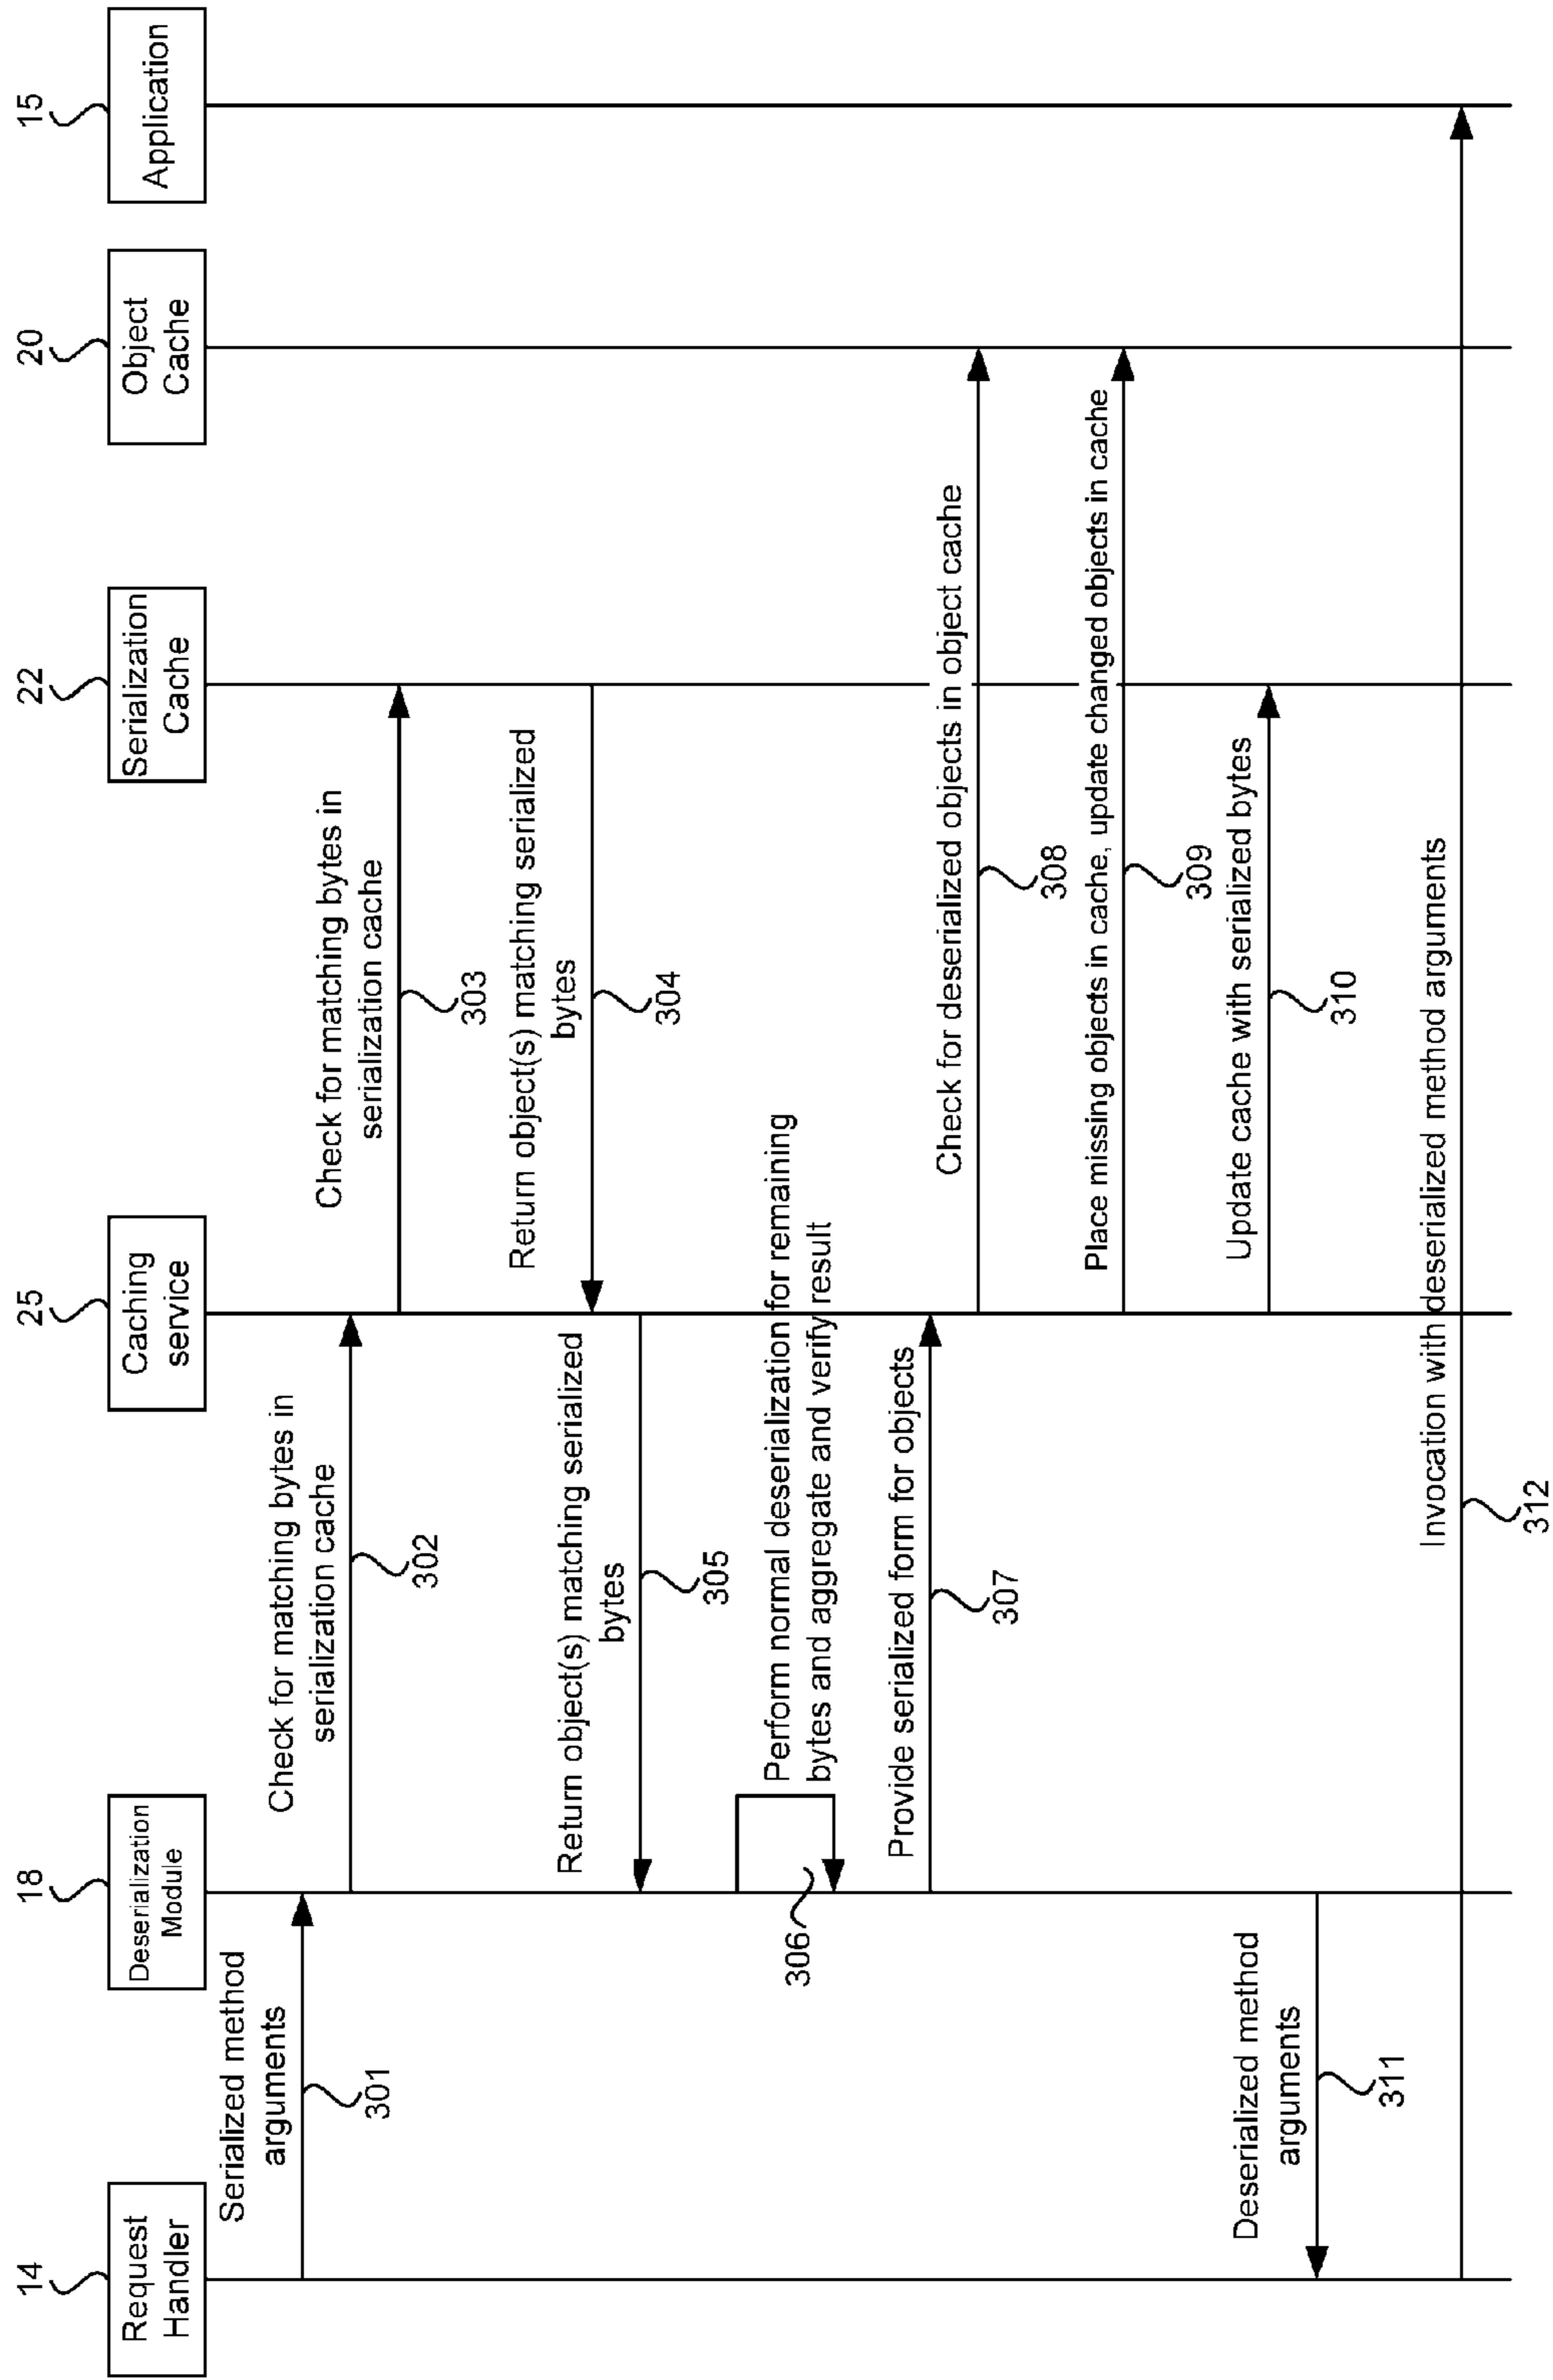 14
Request
Handler
18
Deserialization
Module
25
Caching
service
22
Serialization
Cache
20
Object
Cache
15
Application
Serialized method
arguments
301
Check for matching bytes in
serialization cache
302
Check for matching bytes in
serialization cache
303
Return object(s) matching serialized
bytes
304
Return object(s) matching serialized
bytes
305
Perform normal deserialization for remaining
bytes and aggregate and verify result
306
Provide serialized form for objects
307
Check for deserialized objects in object cache
308
Place missing objects in cache, update changed objects in cache
309
Update cache with serialized bytes
310
Deserialized method
arguments
311
Invocation with deserialized method arguments
312